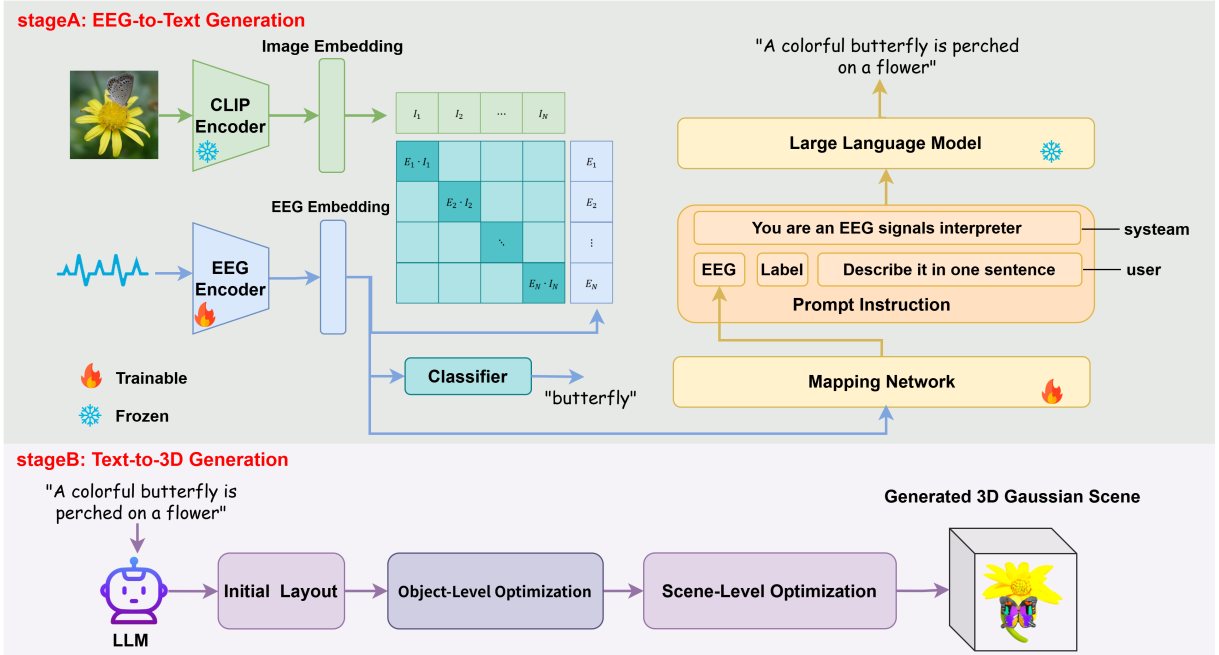 stageA: EEG-to-Text Generation
Image Embedding
CLIP
Encoder
I₁ I₂ ... I_N
E₁ · I₁
E₂ · I₂
⋱
E_N · I_N
E₁
E₂
⋮
E_N
EEG Embedding
EEG
Encoder
Trainable
Frozen
Classifier
"butterfly"
"A colorful butterfly is perched
on a flower"
Large Language Model
You are an EEG signals interpreter
systeam
EEG Label Describe it in one sentence
user
Prompt Instruction
Mapping Network
stageB: Text-to-3D Generation
"A colorful butterfly is
perched on a flower"
LLM
Initial Layout
Object-Level Optimization
Scene-Level Optimization
Generated 3D Gaussian Scene